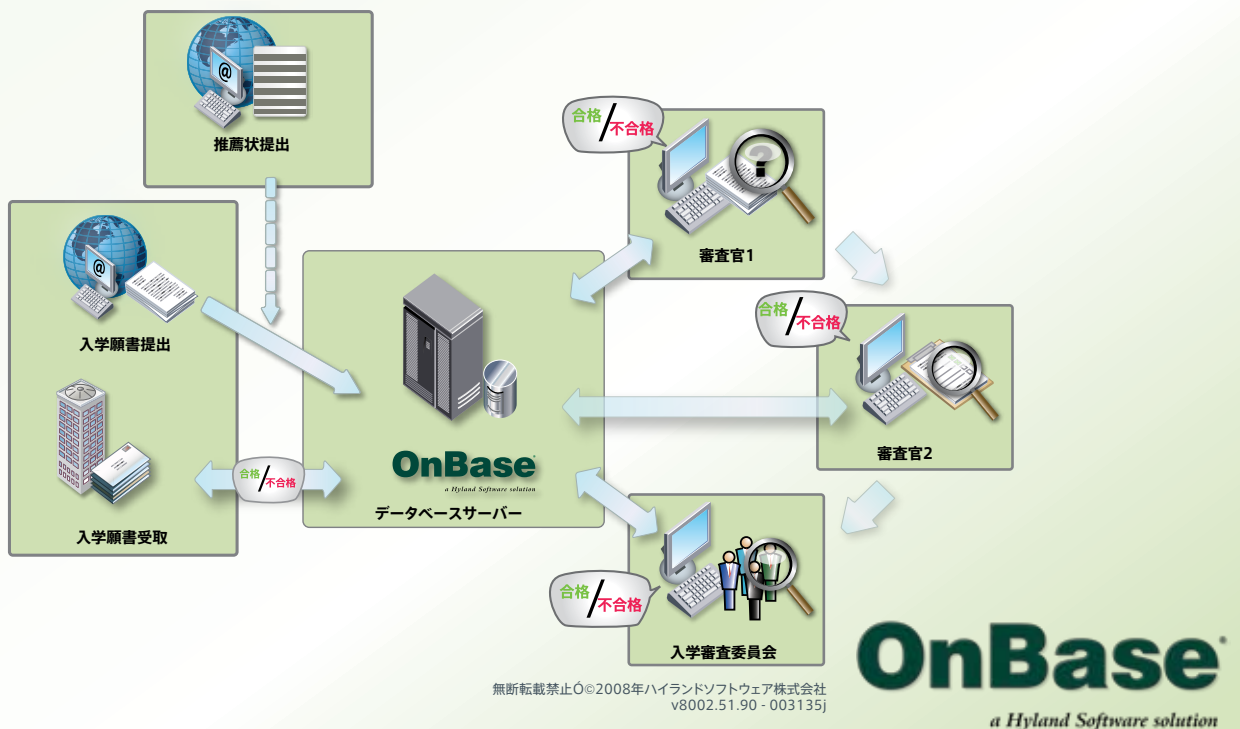 @
推薦状提出
@
入学願書提出
入学願書受取
合格/不合格
OnBase
a Hyland Software solution
データベースサーバー
合格/不合格
?
審査官1
合格/不合格
審査官2
合格/不合格
入学審査委員会
無断転載禁止Ó©2008年ハイランドソフトウェア株式会社
v8002.51.90 - 003135j
OnBase
a Hyland Software solution